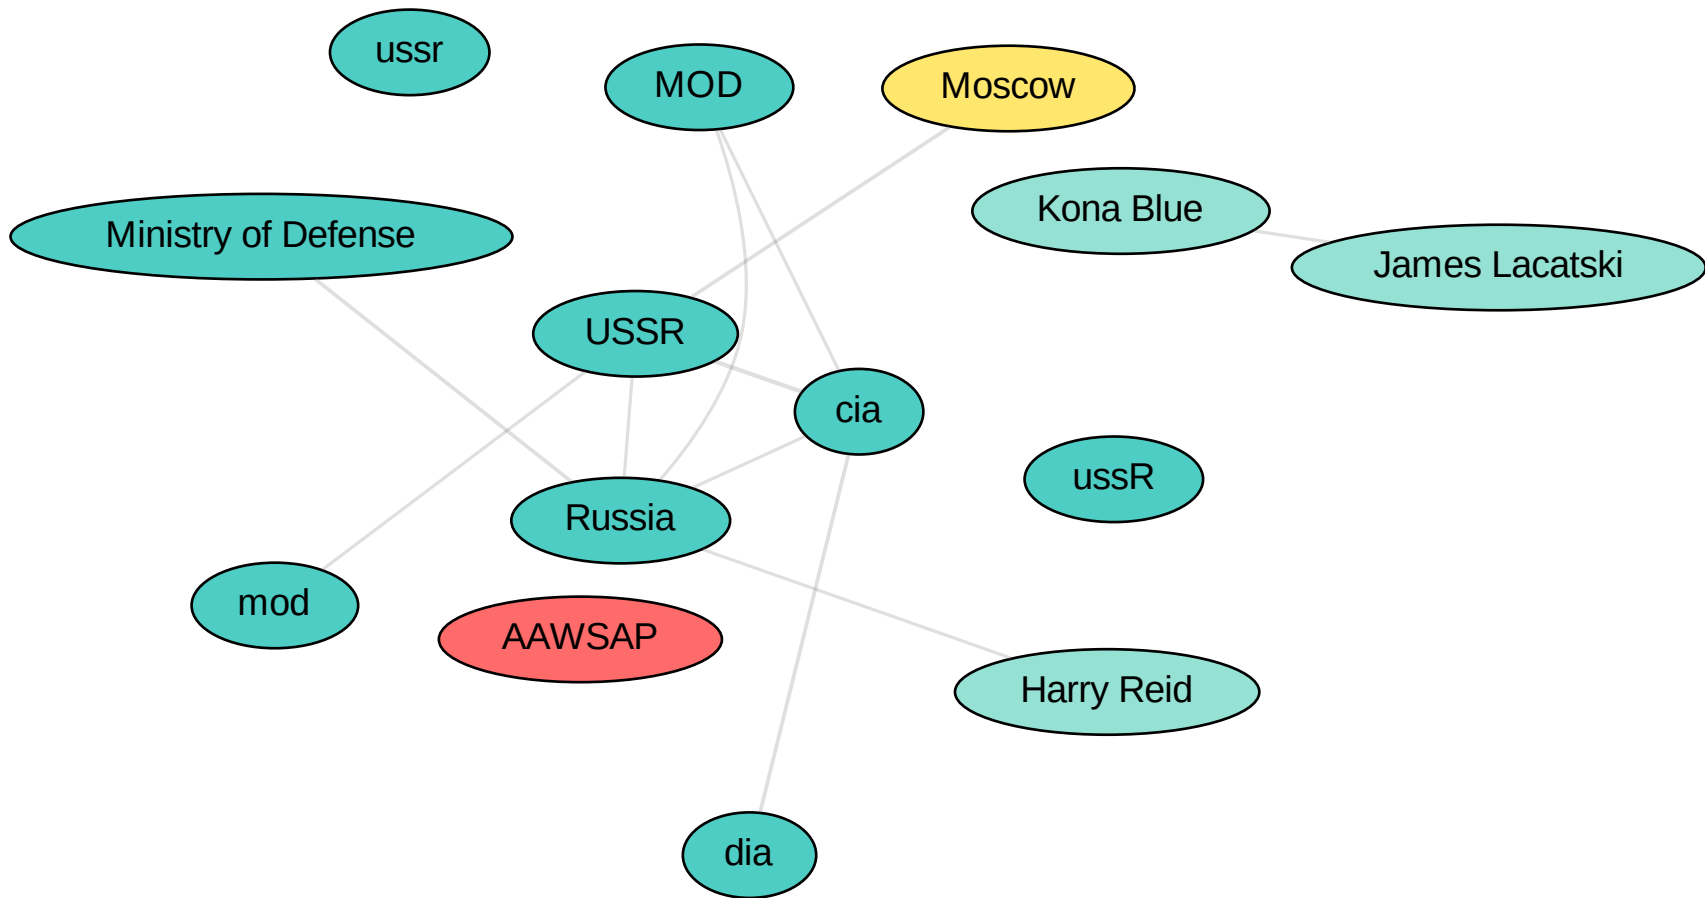 ussr
MOD
Moscow
Kona Blue
Ministry of Defense
James Lacatski
USSR
cia
ussR
Russia
mod
AAWSAP
Harry Reid
dia